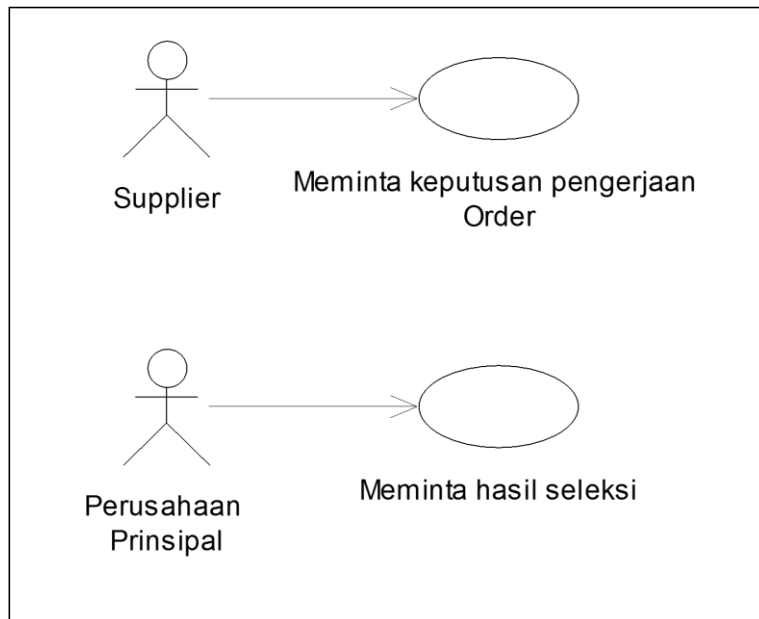 Supplier
Meminta keputusan pengerjaan
Order
Perusahaan
Prinsipal
Meminta hasil seleksi